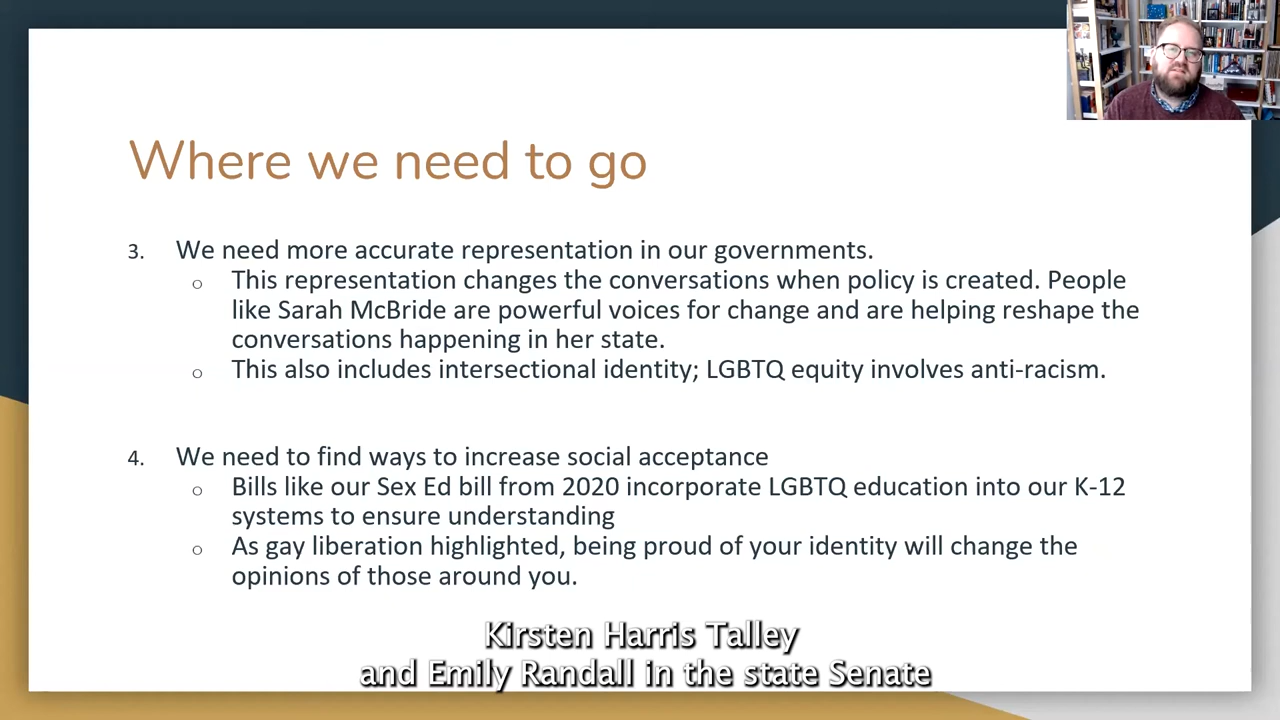 Where we need to go
3. We need more accurate representation in our governments.
○ This representation changes the conversations when policy is created. People
like Sarah McBride are powerful voices for change and are helping reshape the
conversations happening in her state.
○ This also includes intersectional identity; LGBTQ equity involves anti-racism.
4. We need to find ways to increase social acceptance
○ Bills like our Sex Ed bill from 2020 incorporate LGBTQ education into our K-12
systems to ensure understanding
○ As gay liberation highlighted, being proud of your identity will change the
opinions of those around you.
Kirsten Harris Talley
and Emily Randall in the state Senate